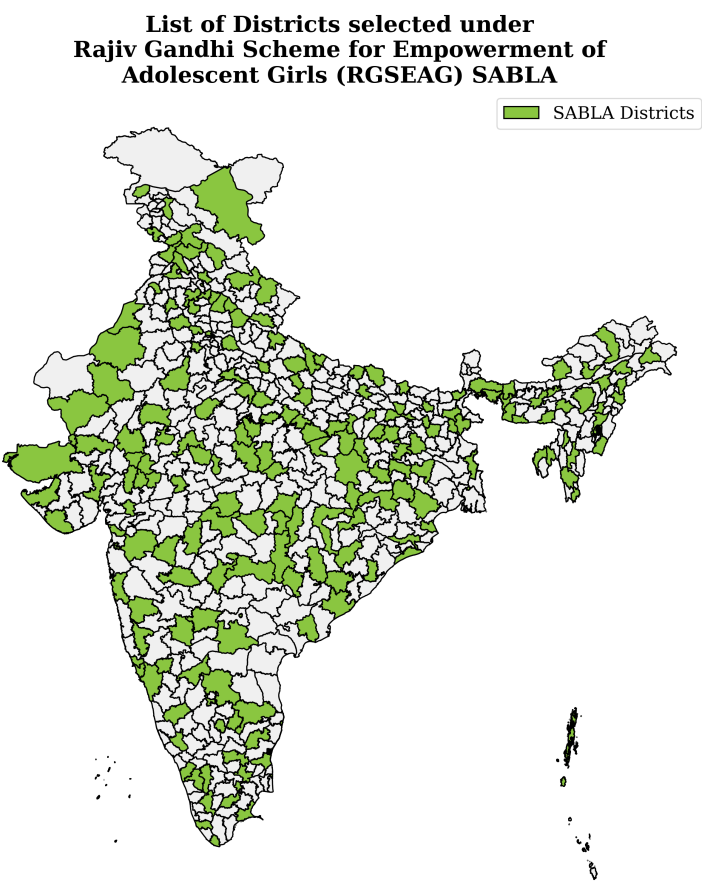 List of Districts selected under
Rajiv Gandhi Scheme for Empowerment of
Adolescent Girls (RGSEAG) SABLA
SABLA Districts